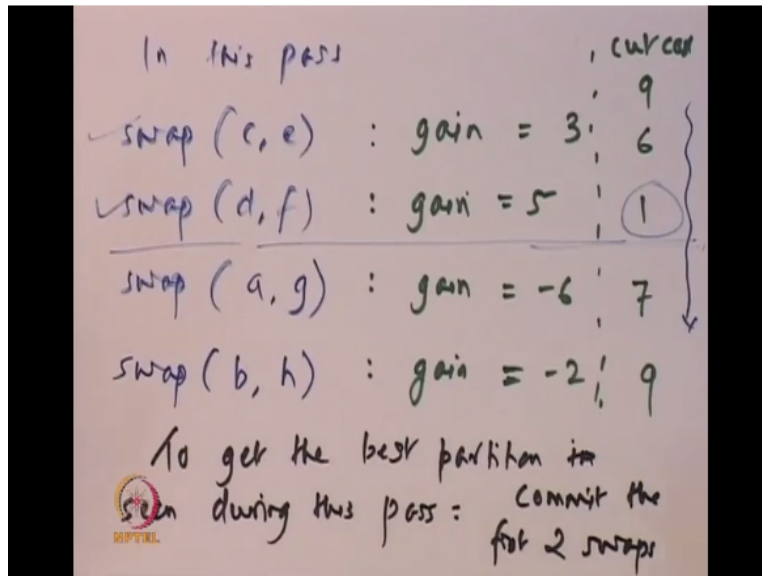 In this pass
cut cost
9
swap (c, e) : gain = 3 6
swap (d, f) : gain = 5 1
swap (a, g) : gain = -6 7
swap (b, h) : gain = -2 9
To get the best partition
seen during this pass : commit the
first 2 swaps
NPTEL